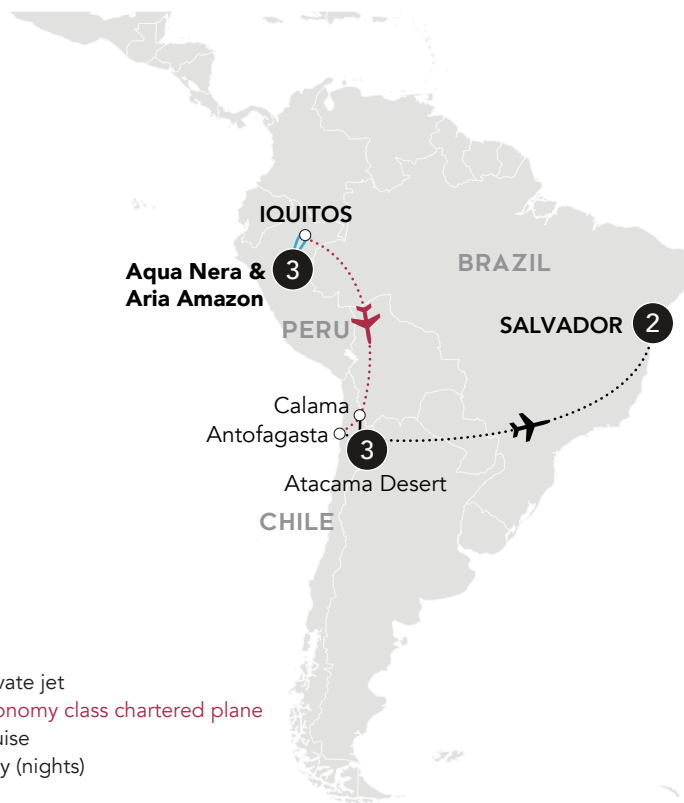 IQUITOS
Aqua Nera &
Aria Amazon
3
BRAZIL
PERU
SALVADOR
2
Calama
Antofagasta
3
Atacama Desert
CHILE
vate jet
onomy class chartered plane
uise
y (nights)